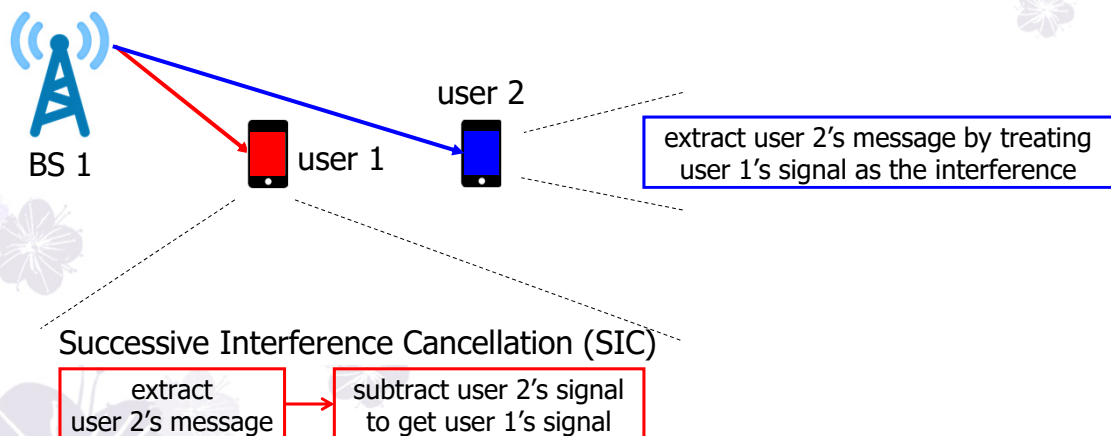 user 2
BS 1
user 1
extract user 2's message by treating
user 1's signal as the interference
Successive Interference Cancellation (SIC)
extract
user 2's message
subtract user 2's signal
to get user 1's signal